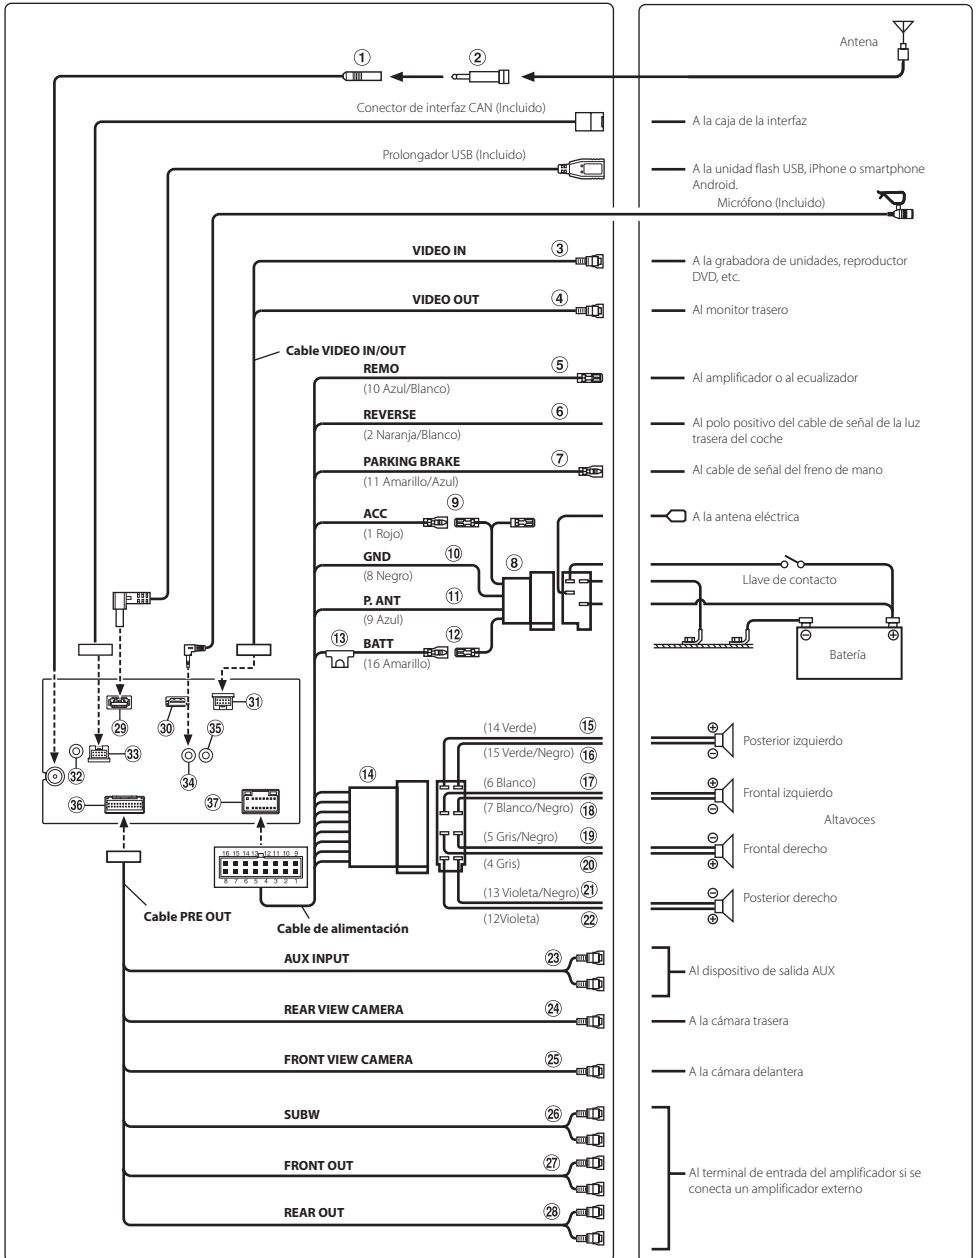 ①
②
Antena
Conector de interfaz CAN (Incluido)
A la caja de la interfaz
Prolongador USB (Incluido)
A la unidad flash USB, iPhone o smartphone
Android.
Micrófono (Incluido)
VIDEO IN
③
A la grabadora de unidades, reproductor
DVD, etc.
VIDEO OUT
④
Al monitor trasero
Cable VIDEO IN/OUT
REMO
⑤
(10 Azul/Blanco)
Al amplificador o al ecualizador
REVERSE
⑥
(2 Naranja/Blanco)
Al polo positivo del cable de señal de la luz
trasera del coche
PARKING BRAKE
⑦
(11 Amarillo/Azul)
Al cable de señal del freno de mano
ACC
⑨
(1 Rojo)
A la antena eléctrica
GND
⑩
⑧
(8 Negro)
Llave de contacto
P. ANT
⑪
(9 Azul)
⑬
BATT
⑫
(16 Amarillo)
⊖
⊕
Batería
㉙
㉚
㉛
㉜
㉝
㉞
㉟
㊱
㊲
⑭
(14 Verde)
⑮
(15 Verde/Negro)
⑯
⊕
⊖
Posterior izquierdo
(6 Blanco)
⑰
(7 Blanco/Negro)
⑱
⊕
⊖
Frontal izquierdo
Altavoces
(5 Gris/Negro)
⑲
(4 Gris)
⑳
⊖
⊕
Frontal derecho
(13 Violeta/Negro)
㉑
(12Violeta)
㉒
⊖
⊕
Posterior derecho
16 15 14 13 12 11 10 9
8 7 6 5 4 3 2 1
Cable PRE OUT
Cable de alimentación
AUX INPUT
㉓
Al dispositivo de salida AUX
REAR VIEW CAMERA
㉔
A la cámara trasera
FRONT VIEW CAMERA
㉕
A la cámara delantera
SUBW
㉖
FRONT OUT
㉗
Al terminal de entrada del amplificador si se
conecta un amplificador externo
REAR OUT
㉘